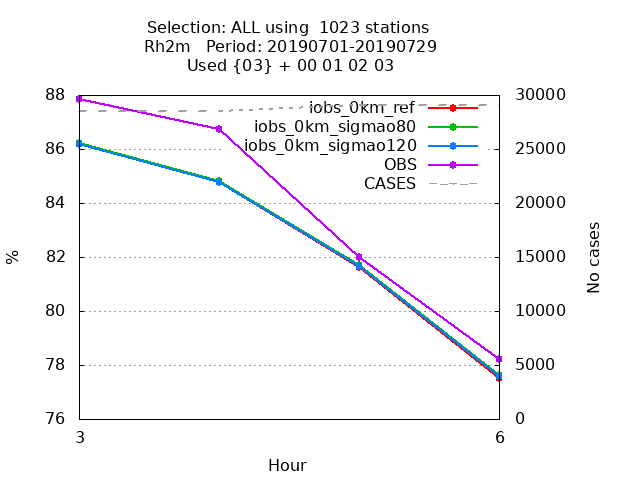 Selection: ALL using  1023 stations
Rh2m   Period: 20190701-20190729
Used {03} + 00 01 02 03
88
86
84
82
80
78
76
%
30000
25000
20000
15000
10000
5000
0
No cases
iobs_0km_ref
iobs_0km_sigmao80
iobs_0km_sigmao120
OBS
CASES
3
6
Hour